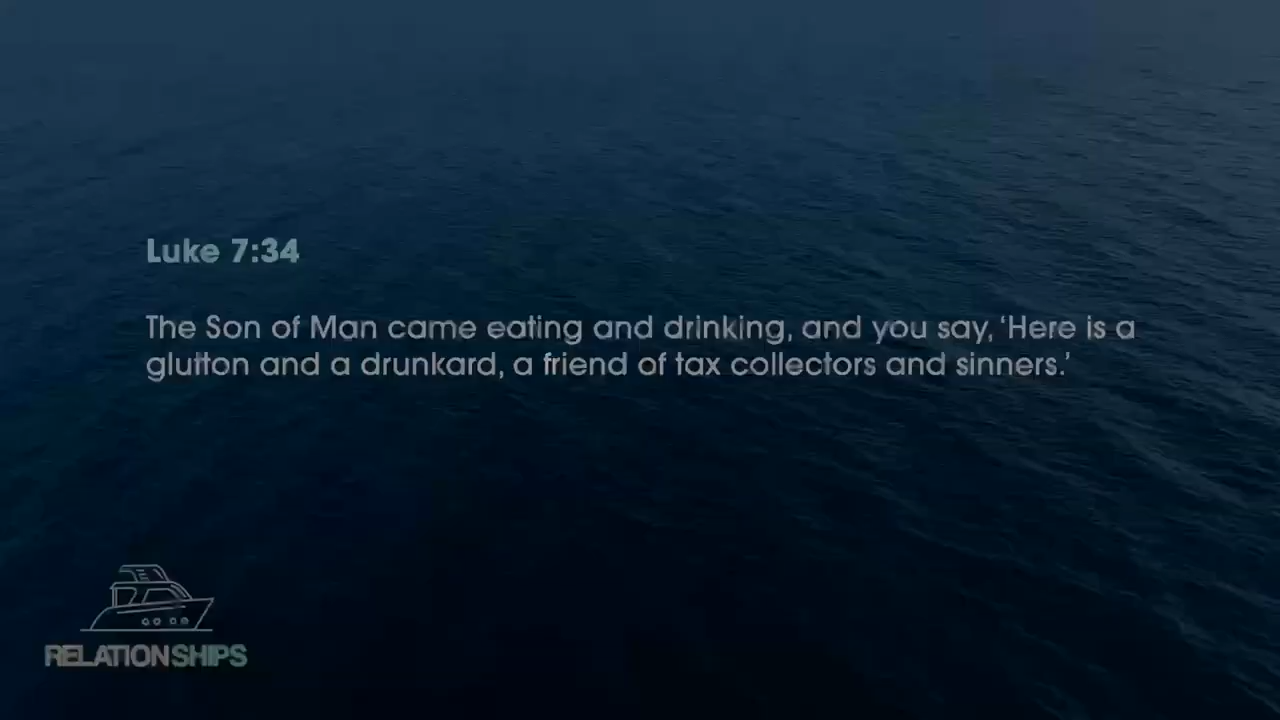 Luke 7:34
The Son of Man came eating and drinking, and you say, ‘Here is a
glutton and a drunkard, a friend of tax collectors and sinners.’
RELATIONSHIPS